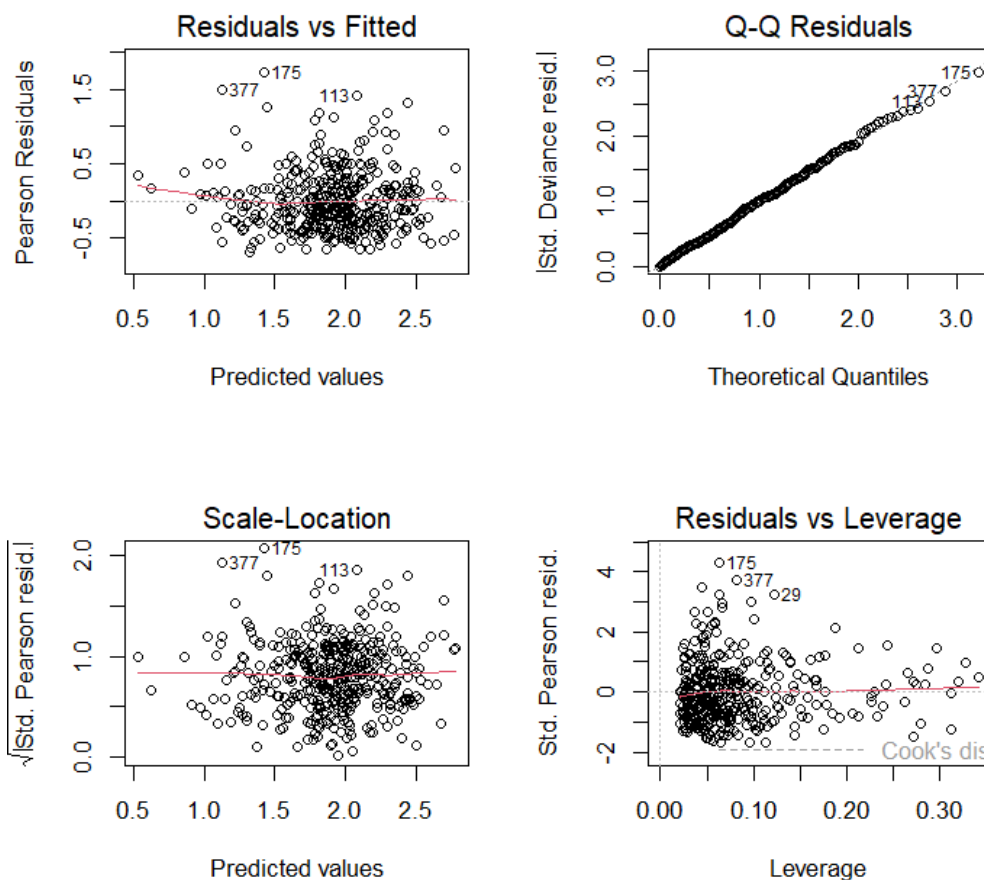 Residuals vs Fitted
Pearson Residuals
1.5
0.5
-0.5
175
377
113
0.5 1.0 1.5 2.0 2.5
Predicted values
Q-Q Residuals
|Std. Deviance resid.|
3.0
2.0
1.0
0.0
175
377
113
0.0 1.0 2.0 3.0
Theoretical Quantiles
Scale-Location
√|Std. Pearson resid.|
2.0
1.0
0.0
175
377
113
0.5 1.0 1.5 2.0 2.5
Predicted values
Residuals vs Leverage
Std. Pearson resid.
4
2
0
-2
175
377
29
Cook's dis
0.00 0.10 0.20 0.30
Leverage